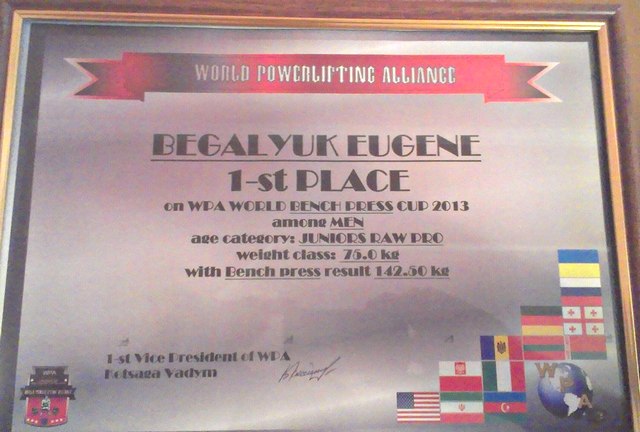 WORLD POWERLIFTING ALLIANCE
BEGALYUK EUGENE
1-st PLACE
on WPA WORLD BENCH PRESS CUP 2013
among MEN
age category: JUNIORS RAW PRO
weight class: 75.0 kg
with Bench press result 142.50 kg
1-st Vice President of WPA
Kotsaga Vadym
WPA
WPA